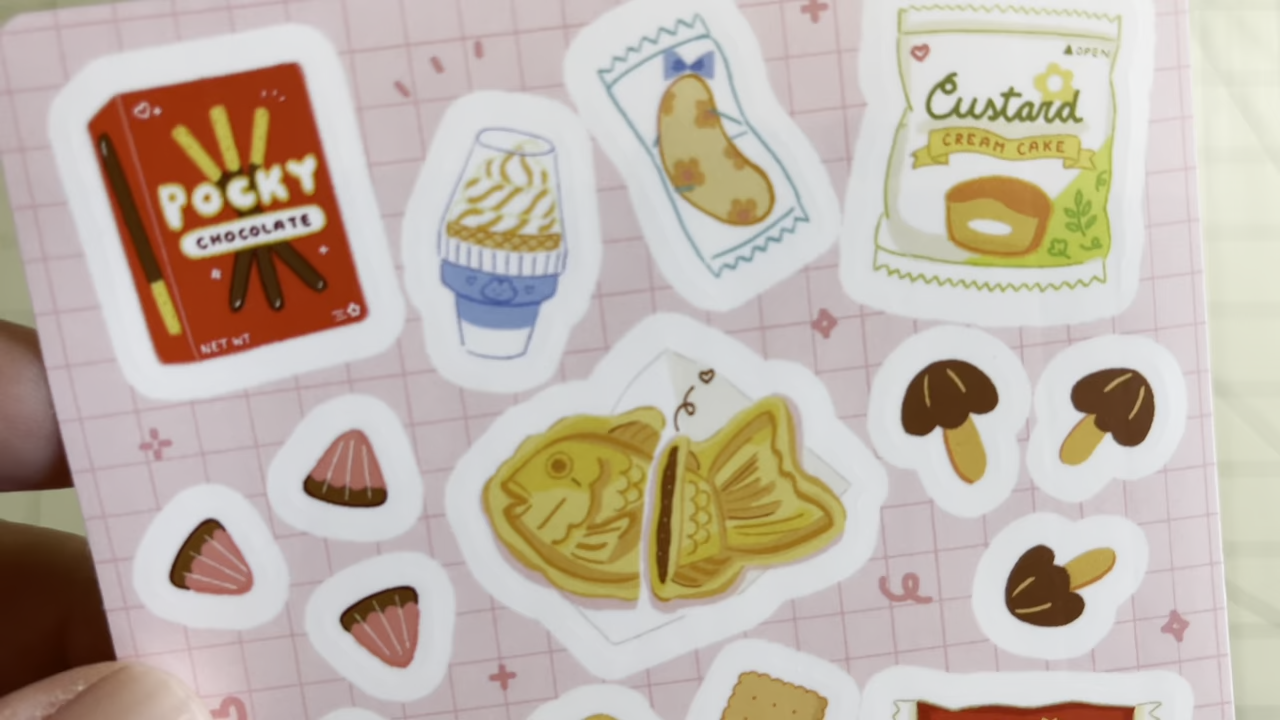 POCKY
CHOCOLATE
NET WT
OPEN
Custard
CREAM CAKE